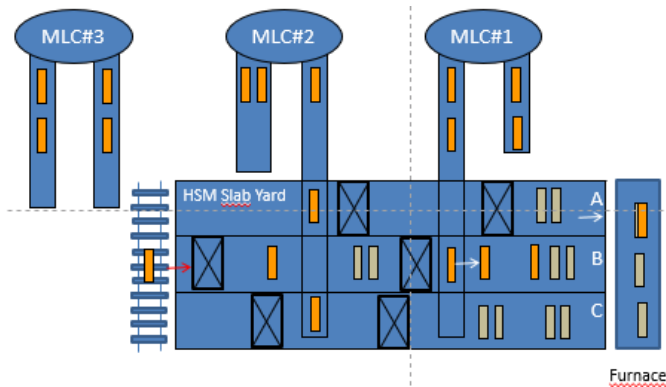 MLC#3
MLC#2
MLC#1
HSM Slab Yard
A
B
C
Furnace